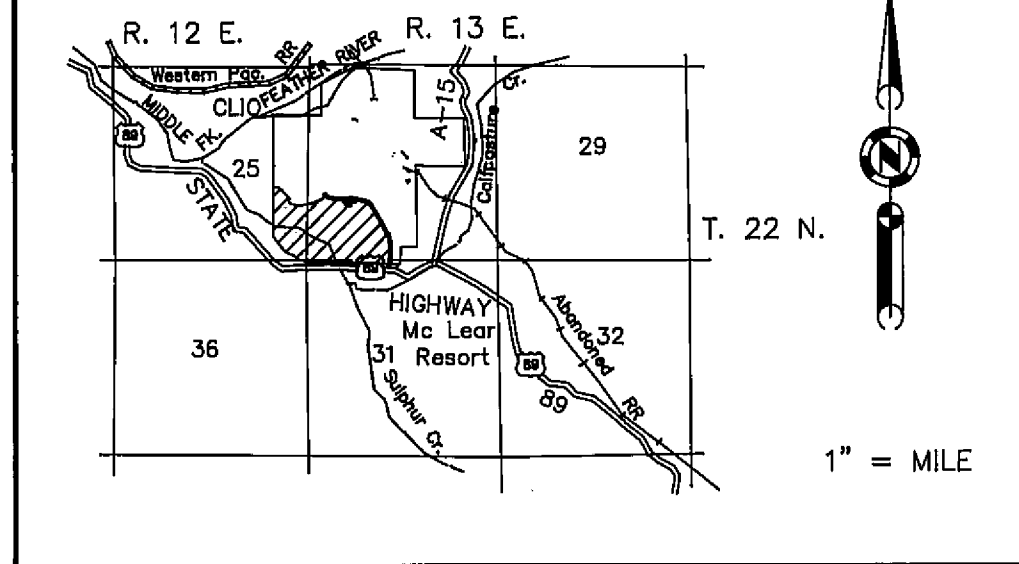 R. 12 E.
R. 13 E.
Western Pac. RR
CLIO
FEATHER RIVER
MIDDLE FK.
A-15
Cr.
Calfpasture
89
25
29
STATE
T. 22 N.
89
HIGHWAY
Mc Lear
Resort
36
31
Sulphur Cr.
Abandoned
32
RR
89
89
N
1" = MILE